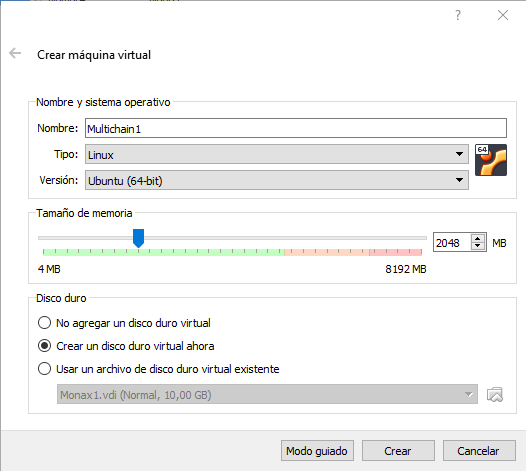 ?
Crear máquina virtual
Nombre y sistema operativo
Nombre: Multichain1
Tipo: Linux
64
Versión: Ubuntu (64-bit)
Tamaño de memoria
2048 MB
4 MB 8192 MB
Disco duro
No agregar un disco duro virtual
Crear un disco duro virtual ahora
Usar un archivo de disco duro virtual existente
Monax1.vdi (Normal, 10,00 GB)
Modo guiado Crear Cancelar